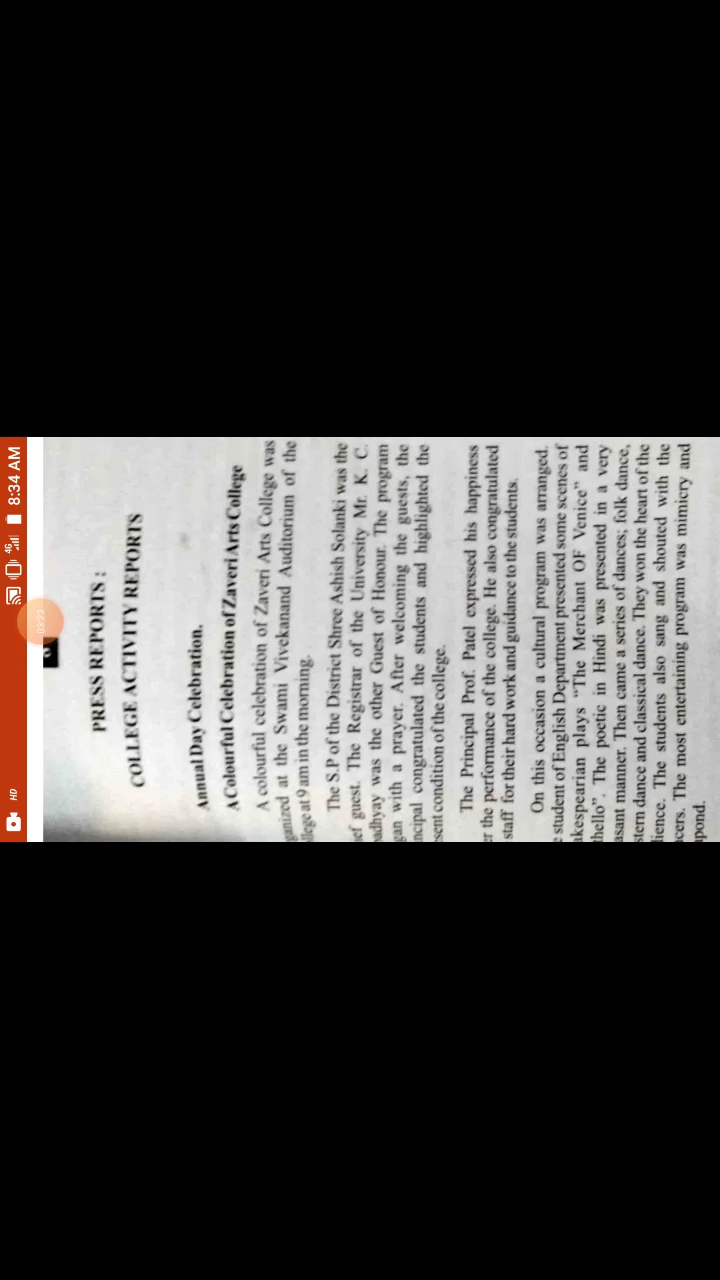 HD
8:34 AM
4G
03:22
PRESS REPORTS :
COLLEGE ACTIVITY REPORTS
Annual Day Celebration.
A Colourful Celebration of Zaveri Arts College
A colourful celebration of Zaveri Arts College was
ganized at the Swami Vivekanand Auditorium of the
llege at 9 am in the morning.
The S.P of the District Shree Ashish Solanki was the
ief guest. The Registrar of the University Mr. K. C.
adhyay was the other Guest of Honour. The program
gan with a prayer. After welcoming the guests, the
ncipal congratulated the students and highlighted the
esent condition of the college.
The Principal Prof. Patel expressed his happiness
er the performance of the college. He also congratulated
staff for their hard work and guidance to the students.
On this occasion a cultural program was arranged.
e student of English Department presented some scenes of
akespearian plays “The Merchant OF Venice” and
thello”. The poetic in Hindi was presented in a very
asant manner. Then came a series of dances; folk dance,
stern dance and classical dance. They won the heart of the
dience. The students also sang and shouted with the
ncers. The most entertaining program was mimicry and
pond.